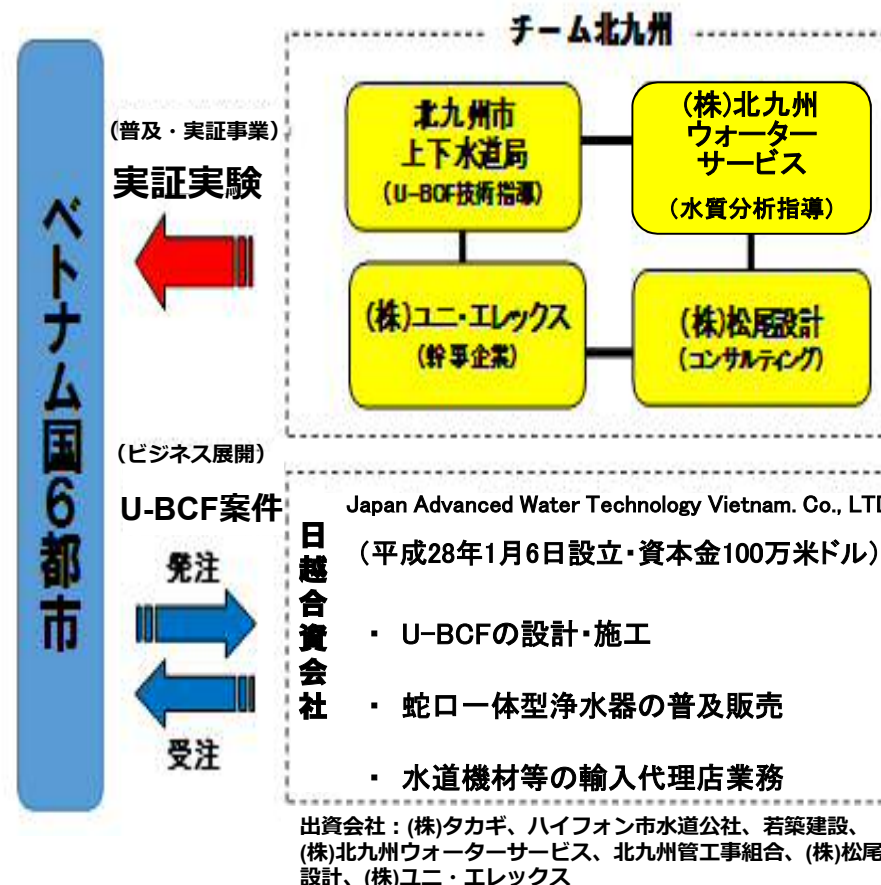 チーム北九州
(普及・実証事業)
実証実験
北九州市
上下水道局
(U-BCF技術指導)
(株)北九州
ウォーター
サービス
(水質分析指導)
(株)ユニ・エレックス
(幹事企業)
(株)松尾設計
(コンサルティング)
ベトナム国6都市
(ビジネス展開)
U-BCF案件
発注
受注
日越合資会社
Japan Advanced Water Technology Vietnam. Co., LTD
(平成28年1月6日設立・資本金100万米ドル)
・ U-BCFの設計・施工
・ 蛇口一体型浄水器の普及販売
・ 水道機材等の輸入代理店業務
出資会社:(株)タカギ、ハイフォン市水道公社、若築建設、
(株)北九州ウォーターサービス、北九州管工事組合、(株)松尾
設計、(株)ユニ・エレックス